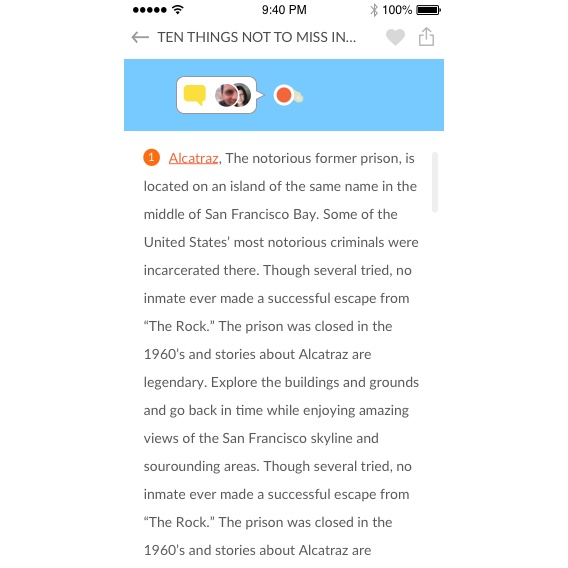 9:40 PM
100%
TEN THINGS NOT TO MISS IN...
1 Alcatraz, The notorious former prison, is
located on an island of the same name in the
middle of San Francisco Bay. Some of the
United States’ most notorious criminals were
incarcerated there. Though several tried, no
inmate ever made a successful escape from
“The Rock.” The prison was closed in the
1960’s and stories about Alcatraz are
legendary. Explore the buildings and grounds
and go back in time while enjoying amazing
views of the San Francisco skyline and
sourounding areas. Though several tried, no
inmate ever made a successful escape from
“The Rock.” The prison was closed in the
1960’s and stories about Alcatraz are